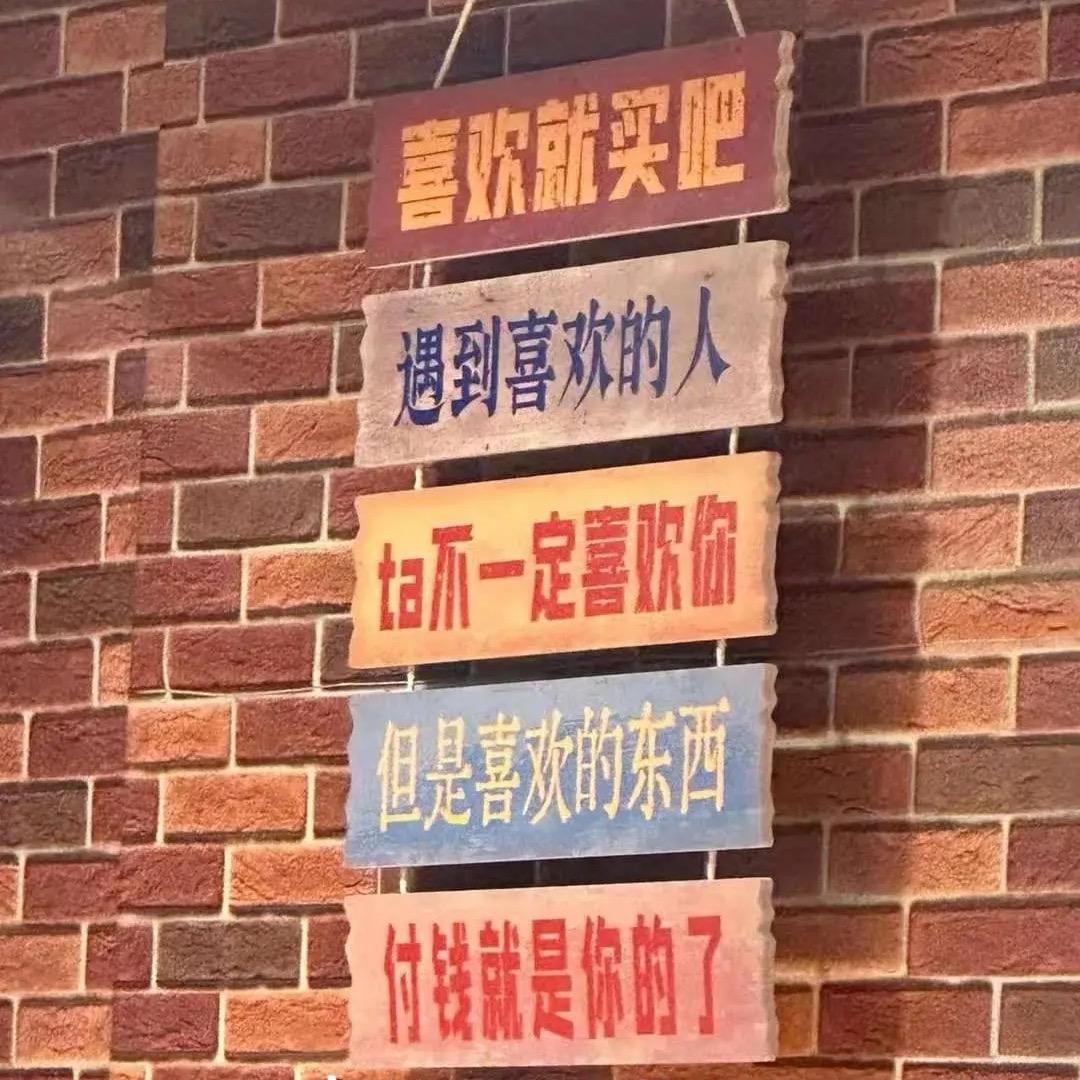 喜欢就买吧
遇到喜欢的人
ta不一定喜欢你
但是喜欢的东西
付钱就是你的了